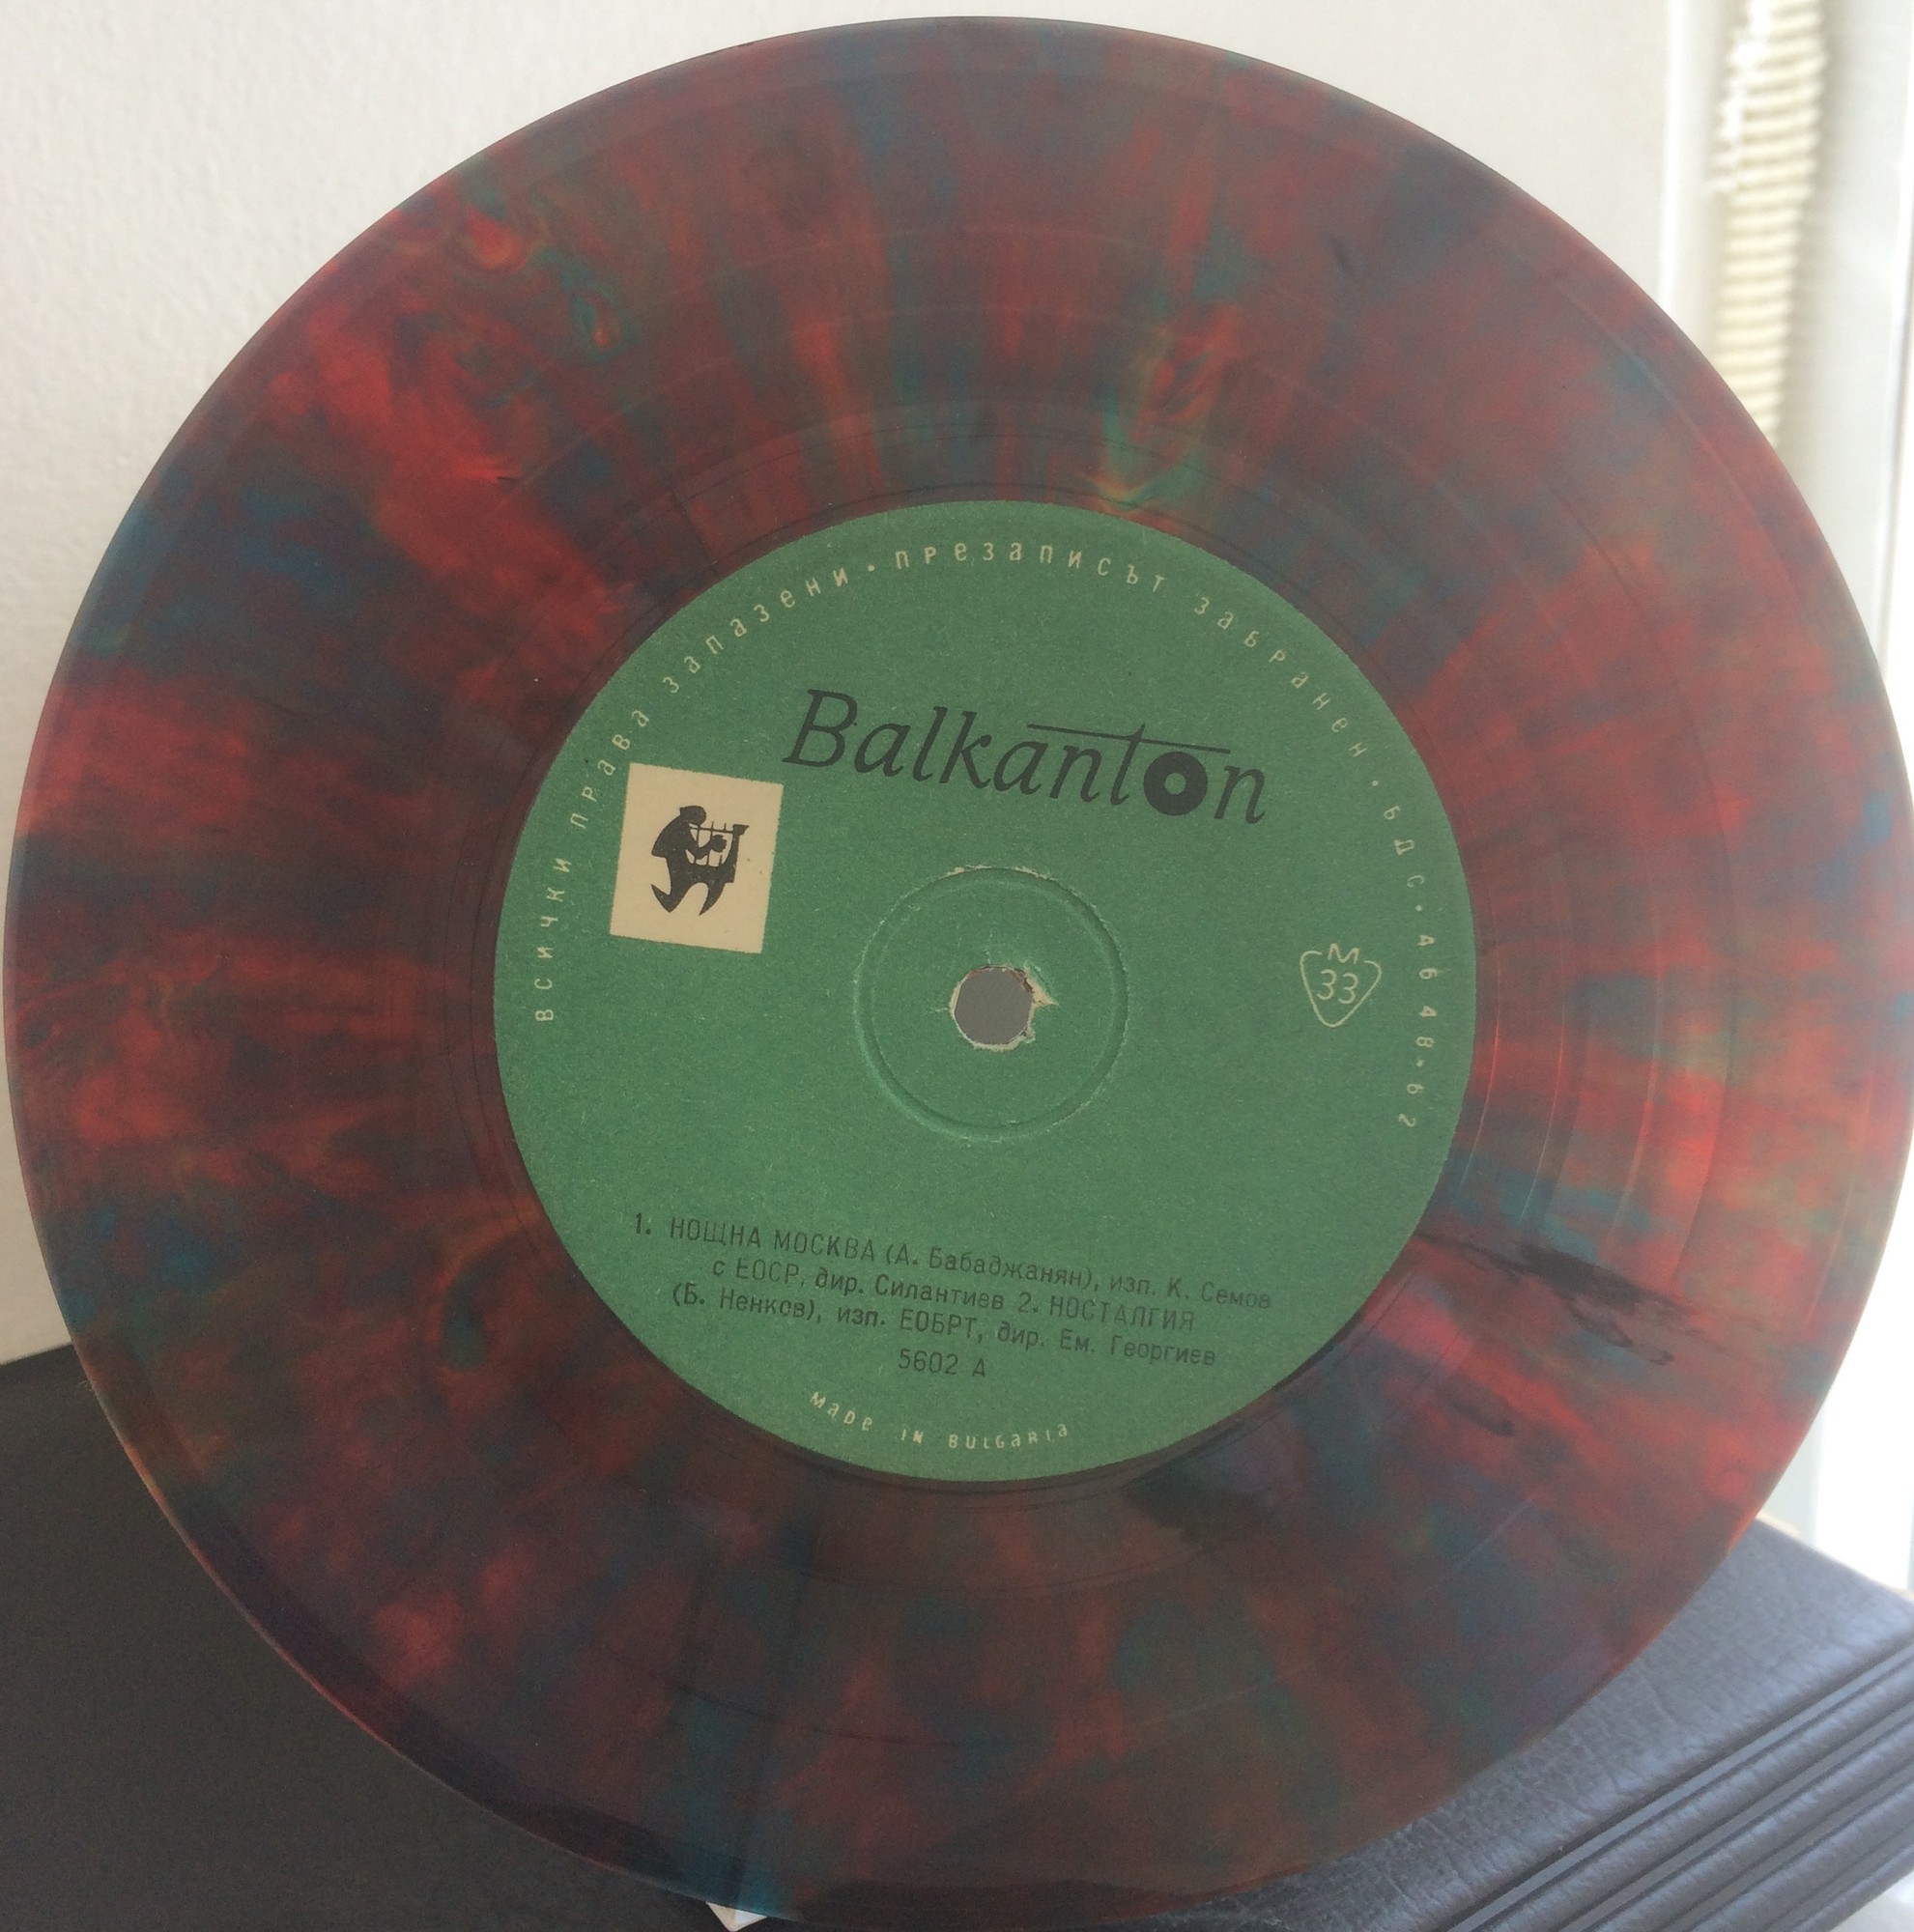 всички права запазени • презаписът забранен • БДС • 4648-62
Balkanton
M
33
1. НОЩНА МОСКВА (А. Бабаджанян), изп. К. Семов
с ЕОСР, дир. Силантиев 2. НОСТАЛГИЯ
(Б. Ненков), изп. ЕОБРТ, дир. Ем. Георгиев
5602 А
Made in Bulgaria